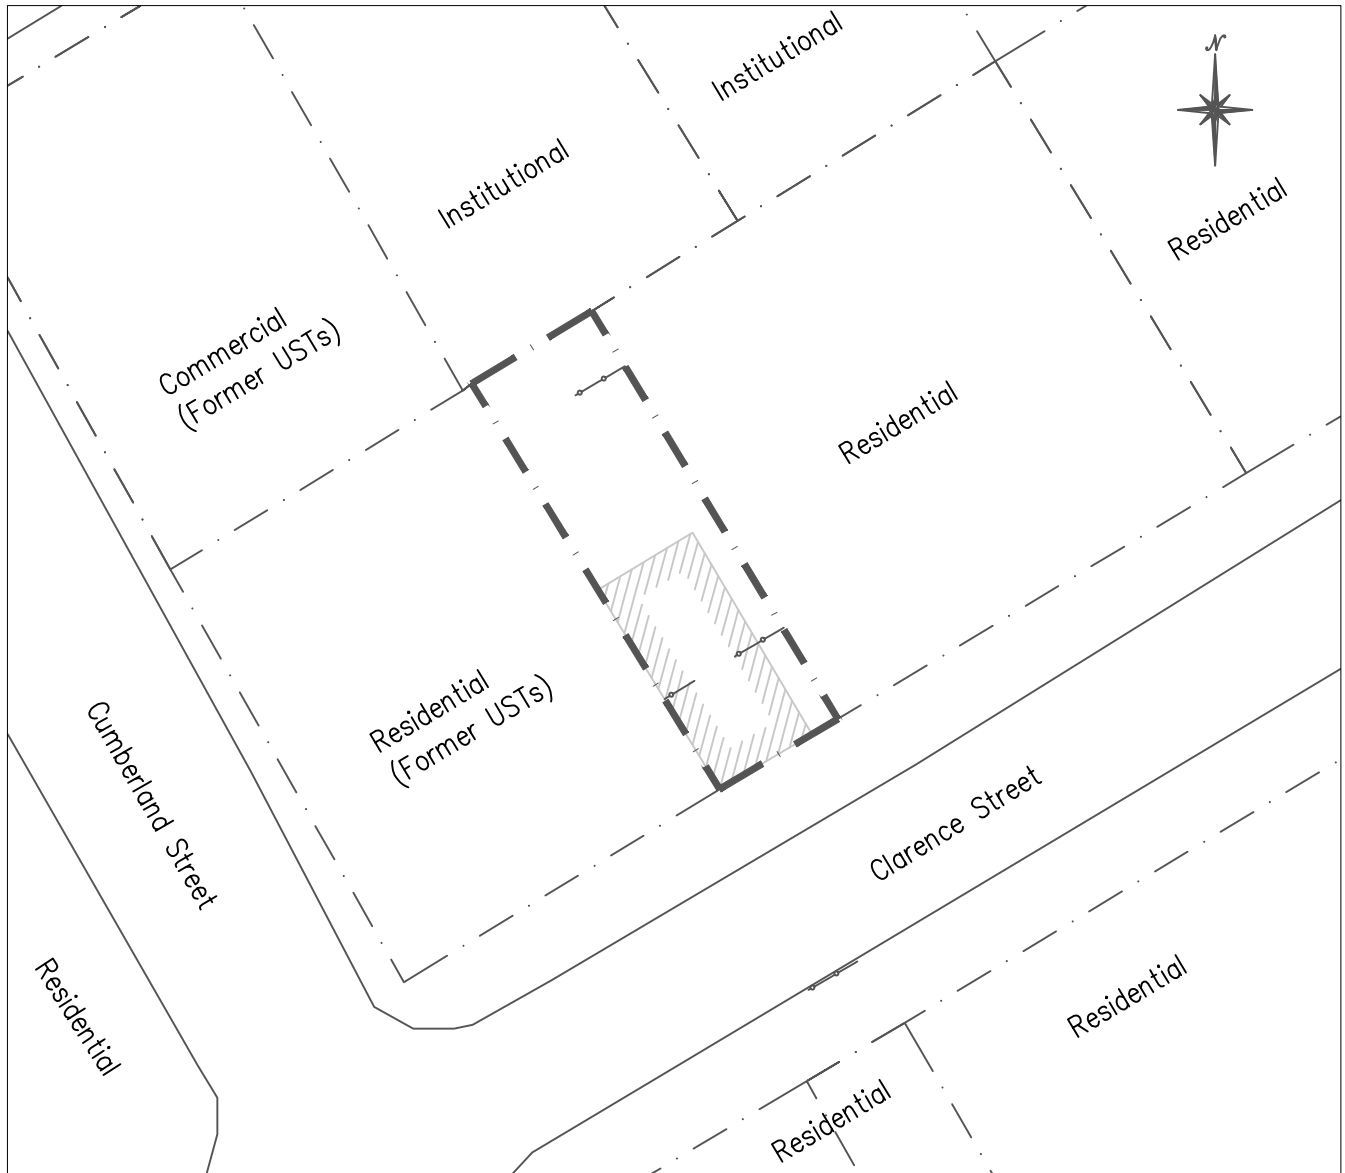 Institutional
N
Institutional
Residential
Commercial
(Former USTs)
Residential
Residential
(Former USTs)
Cumberland Street
Clarence Street
Residential
Residential
Residential